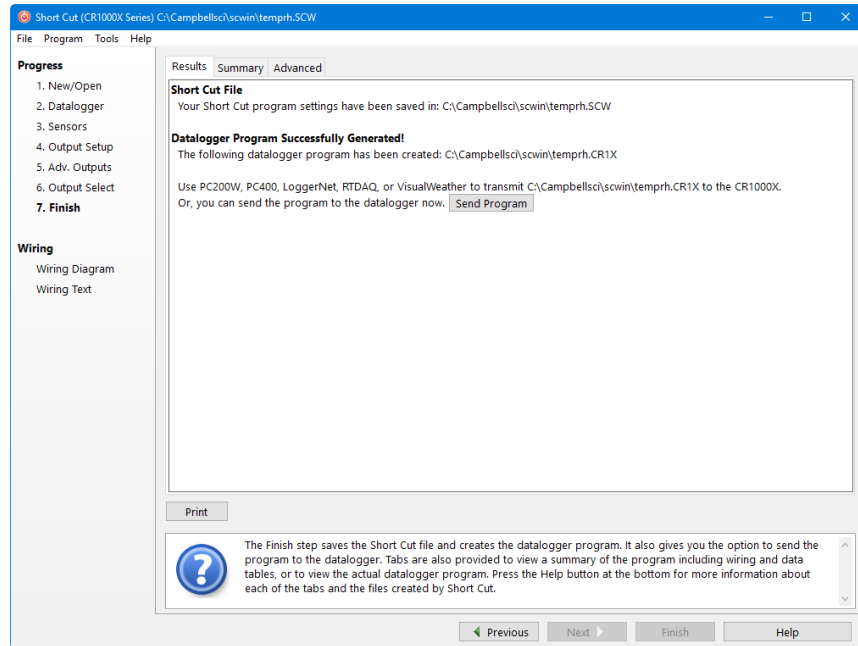 Short Cut (CR1000X Series) C:\Campbellsci\scwin\temprh.SCW
File Program Tools Help
Progress
1. New/Open
2. Datalogger
3. Sensors
4. Output Setup
5. Adv. Outputs
6. Output Select
7. Finish
Wiring
Wiring Diagram
Wiring Text
Results Summary Advanced
Short Cut File
Your Short Cut program settings have been saved in: C:\Campbellsci\scwin\temprh.SCW
Datalogger Program Successfully Generated!
The following datalogger program has been created: C:\Campbellsci\scwin\temprh.CR1X
Use PC200W, PC400, LoggerNet, RTDAQ, or VisualWeather to transmit C:\Campbellsci\scwin\temprh.CR1X to the CR1000X.
Or, you can send the program to the datalogger now. Send Program
Print
The Finish step saves the Short Cut file and creates the datalogger program. It also gives you the option to send the
program to the datalogger. Tabs are also provided to view a summary of the program including wiring and data
tables, or to view the actual datalogger program. Press the Help button at the bottom for more information about
each of the tabs and the files created by Short Cut.
Previous Next Finish Help